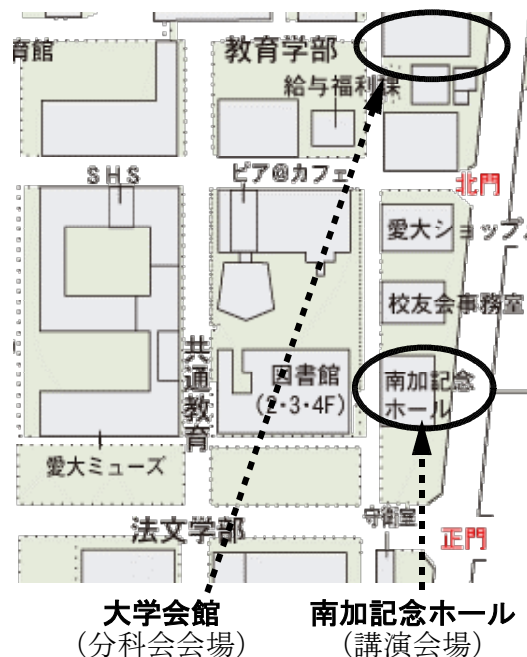 育館
教育学部
給与福利課
SHS
ピア@カフェ
北門
愛大ショップ
校友会事務室
共通教育
図書館
(2・3・4F)
南加記念
ホール
愛大ミューズ
法文学部
守衛室
正門
大学会館
(分科会会場)
南加記念ホール
(講演会場)